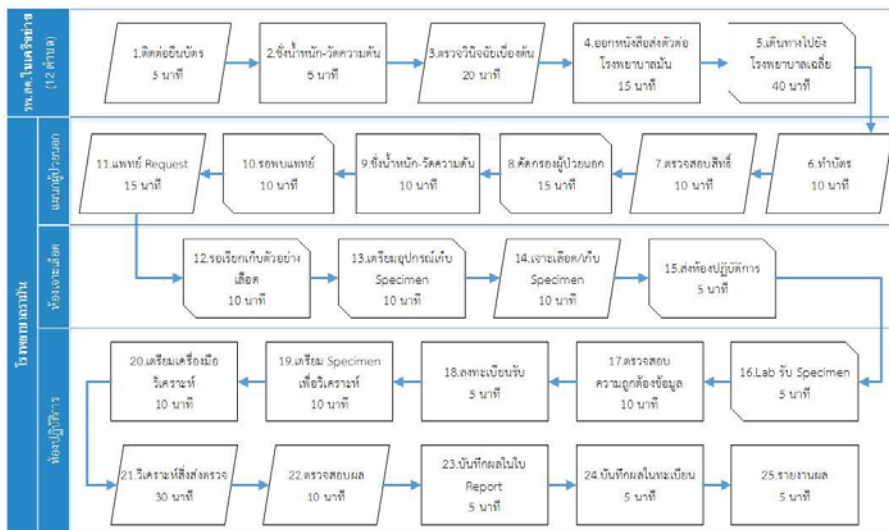 รพ.สต.ในเครือข่าย
(12 ตำบล)
1.ติดต่อยื่นบัตร
5 นาที
2.ชั่งน้ำหนัก-วัดความดัน
5 นาที
3.ตรวจวินิจฉัยเบื้องต้น
20 นาที
4.ออกหนังสือส่งตัวต่อ
โรงพยาบาลมัน
15 นาที
5.เดินทางไปยัง
โรงพยาบาลเฉลี่ย
40 นาที
โรงพยาบาลรามัน
แผนกผู้ป่วยนอก
11.แพทย์ Request
15 นาที
10.รอพบแพทย์
10 นาที
9.ชั่งน้ำหนัก-วัดความดัน
10 นาที
8.คัดกรองผู้ป่วยนอก
15 นาที
7.ตรวจสอบสิทธิ์
10 นาที
6.ทำบัตร
10 นาที
ห้องเจาะเลือด
12.รอเรียกเก็บตัวอย่าง
เลือด
10 นาที
13.เตรียมอุปกรณ์เก็บ
Specimen
10 นาที
14.เจาะเลือด/เก็บ
Specimen
10 นาที
15.ส่งห้องปฏิบัติการ
5 นาที
ห้องปฏิบัติการ
20.เตรียมเครื่องมือ
วิเคราะห์
10 นาที
19.เตรียม Specimen
เพื่อวิเคราะห์
10 นาที
18.ลงทะเบียนรับ
5 นาที
17.ตรวจสอบ
ความถูกต้องข้อมูล
10 นาที
16.Lab รับ Specimen
5 นาที
21.วิเคราะห์สิ่งส่งตรวจ
30 นาที
22.ตรวจสอบผล
10 นาที
23.บันทึกผลในใบ
Report
5 นาที
24.บันทึกผลในทะเบียน
5 นาที
25.รายงานผล
5 นาที